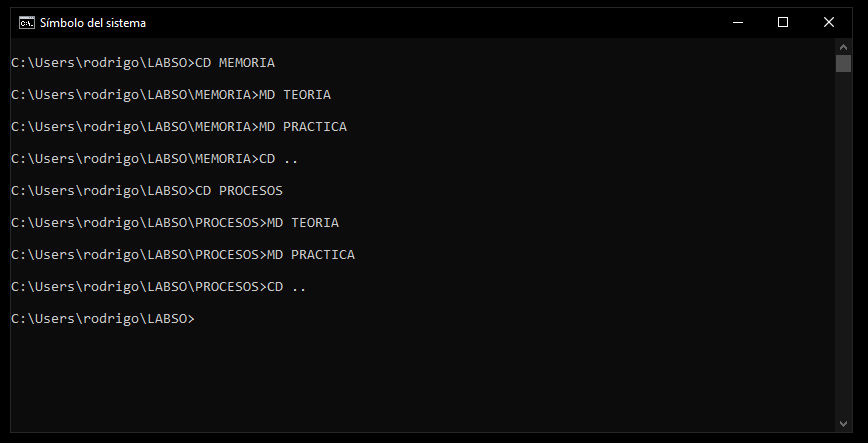 Símbolo del sistema
C:\Users\rodrigo\LABSO>CD MEMORIA
C:\Users\rodrigo\LABSO\MEMORIA>MD TEORIA
C:\Users\rodrigo\LABSO\MEMORIA>MD PRACTICA
C:\Users\rodrigo\LABSO\MEMORIA>CD ..
C:\Users\rodrigo\LABSO>CD PROCESOS
C:\Users\rodrigo\LABSO\PROCESOS>MD TEORIA
C:\Users\rodrigo\LABSO\PROCESOS>MD PRACTICA
C:\Users\rodrigo\LABSO\PROCESOS>CD ..
C:\Users\rodrigo\LABSO>